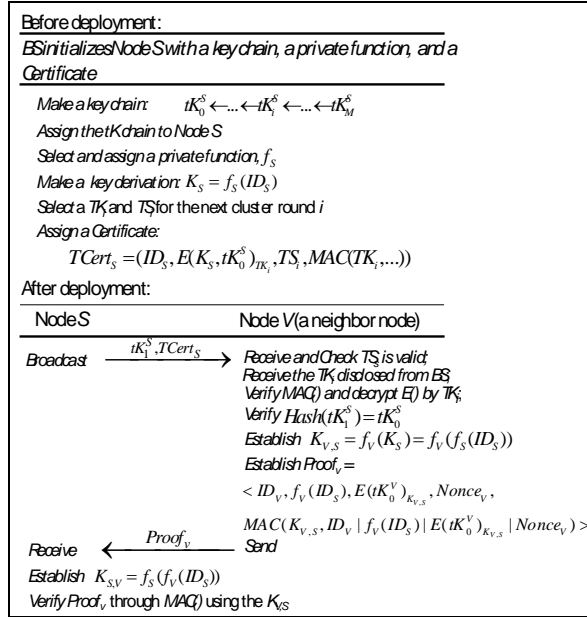 Before deployment:
BS initializes Node S with a key chain, a private function, and a
Certificate
Make a key chain: tK_0^S ←...← tK_i^S ←...← tK_M^S
Assign the tK chain to Node S
Select and assign a private function, f_S
Make a key derivation: K_S = f_S(ID_S)
Select a TK_i and TS_i for the next cluster round i
Assign a Certificate:
TCert_S = (ID_S, E(K_S, tK_0^S)_{TK_i}, TS_i, MAC(TK_i,...))
After deployment:
Node S Node V (a neighbor node)
Broadcast tK_1^S, TCert_S Receive and Check TS_i is valid;
Receive the TK_i disclosed from BS;
Verify MAC() and decrypt E() by TK_i;
Verify Hash(tK_1^S) = tK_0^S
Establish K_{V,S} = f_V(K_S) = f_V(f_S(ID_S))
Establish Proof_v =
< ID_V, f_V(ID_S), E(tK_0^V)_{K_{V,S}}, Nonce_V,
MAC(K_{V,S}, ID_V | f_V(ID_S) | E(tK_0^V)_{K_{V,S}} | Nonce_V) >
Receive Proof_v Send
Establish K_{S,V} = f_S(f_V(ID_S))
Verify Proof_v through MAC() using the K_{V,S}